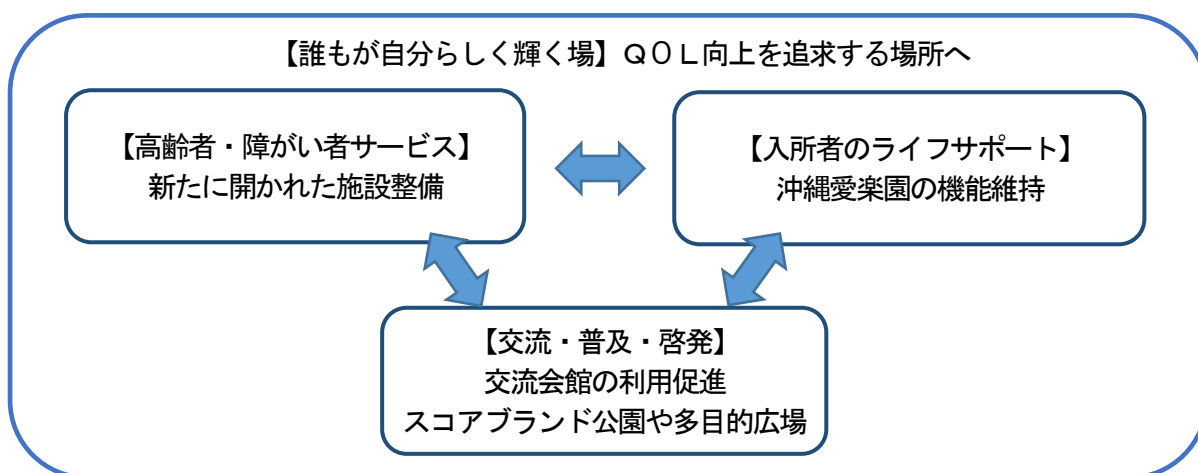 【誰もが自分らしく輝く場】ＱＯＬ向上を追求する場所へ
【高齢者・障がい者サービス】
新たに開かれた施設整備
【入所者のライフサポート】
沖縄愛楽園の機能維持
【交流・普及・啓発】
交流会館の利用促進
スコアブランド公園や多目的広場